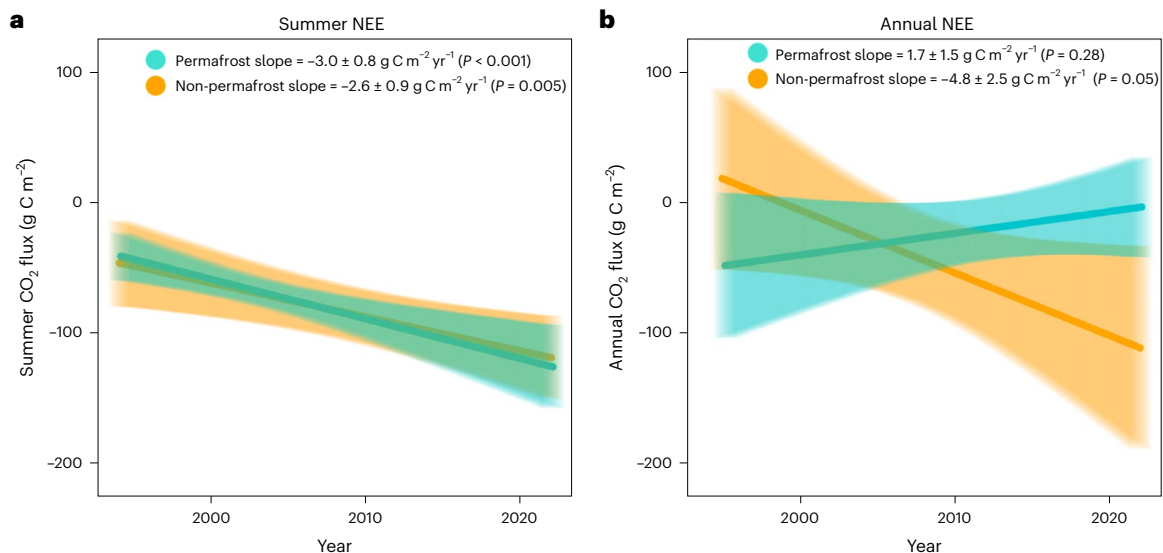 a
Summer NEE
Permafrost slope = −3.0 ± 0.8 g C m⁻² yr⁻¹ (P < 0.001)
Non-permafrost slope = −2.6 ± 0.9 g C m⁻² yr⁻¹ (P = 0.005)
Summer CO₂ flux (g C m⁻²)
100
0
−100
−200
2000
2010
2020
Year
b
Annual NEE
Permafrost slope = 1.7 ± 1.5 g C m⁻² yr⁻¹ (P = 0.28)
Non-permafrost slope = −4.8 ± 2.5 g C m⁻² yr⁻¹ (P = 0.05)
Annual CO₂ flux (g C m⁻²)
100
0
−100
−200
2000
2010
2020
Year